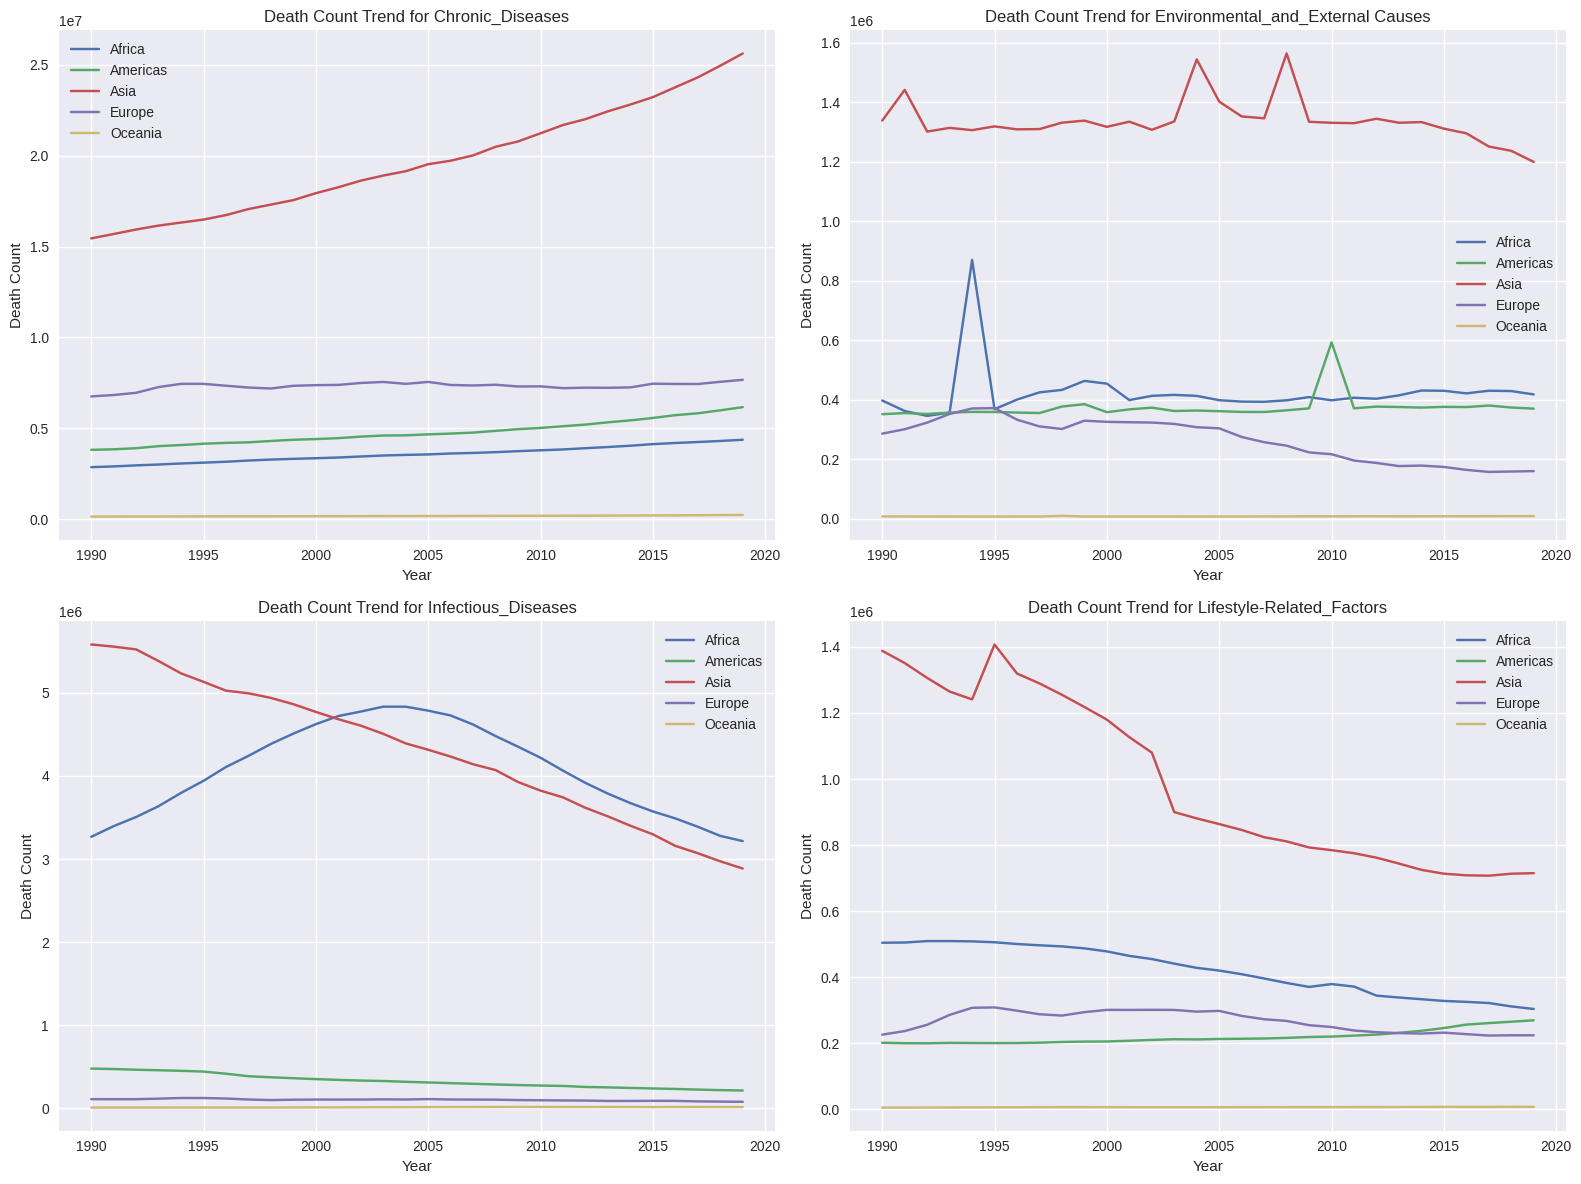 Death Count Trend for Chronic_Diseases
1e7
Africa
Americas
Asia
Europe
Oceania
2.5
2.0
1.5
1.0
0.5
0.0
Death Count
1990 1995 2000 2005 2010 2015 2020
Year
Death Count Trend for Environmental_and_External Causes
1e6
1.6
1.4
1.2
1.0
0.8
0.6
0.4
0.2
0.0
Death Count
Africa
Americas
Asia
Europe
Oceania
1990 1995 2000 2005 2010 2015 2020
Year
Death Count Trend for Infectious_Diseases
1e6
Africa
Americas
Asia
Europe
Oceania
5
4
3
2
1
0
Death Count
1990 1995 2000 2005 2010 2015 2020
Year
Death Count Trend for Lifestyle-Related_Factors
1e6
Africa
Americas
Asia
Europe
Oceania
1.4
1.2
1.0
0.8
0.6
0.4
0.2
0.0
Death Count
1990 1995 2000 2005 2010 2015 2020
Year